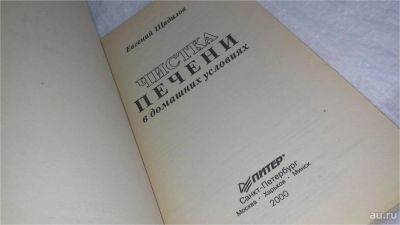 Евгений Щадилов
ЧИСТКА
ПЕЧЕНИ
в домашних условиях
ПИТЕР
Санкт-Петербург
Москва · Харьков · Минск
2000
au.ru